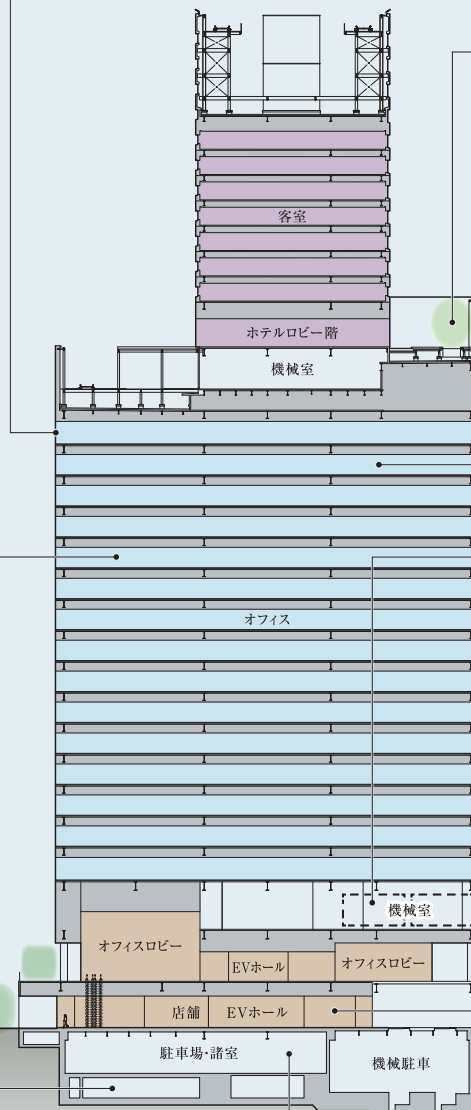 客室
ホテルロビー階
機械室
オフィス
機械室
オフィスロビー
EVホール
オフィスロビー
店舗
EVホール
駐車場・諸室
機械駐車